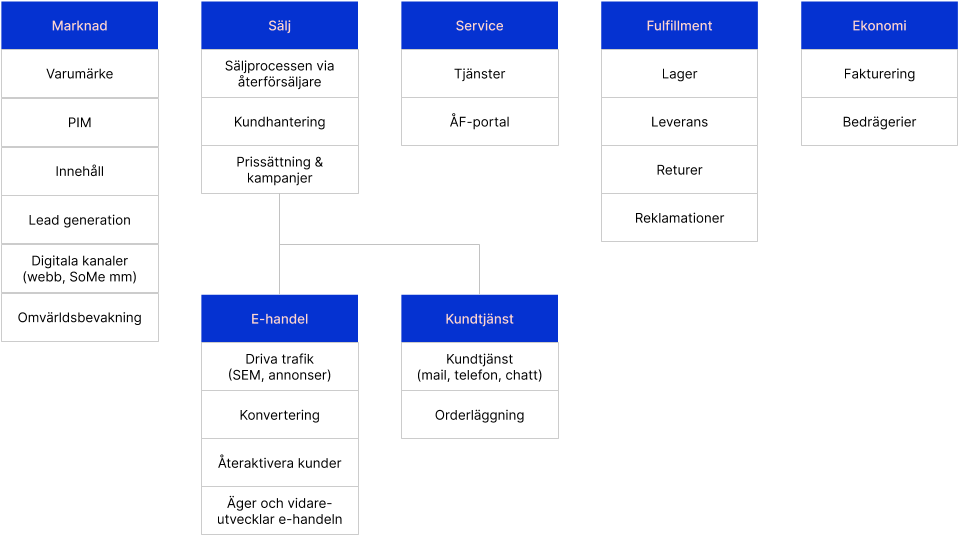 Marknad
Varumärke
PIM
Innehåll
Lead generation
Digitala kanaler
(webb, SoMe mm)
Omvärldsbevakning
Sälj
Säljprocessen via
återförsäljare
Kundhantering
Prissättning &
kampanjer
Service
Tjänster
ÅF-portal
Fulfillment
Lager
Leverans
Returer
Reklamationer
Ekonomi
Fakturering
Bedrägerier
E-handel
Driva trafik
(SEM, annonser)
Konvertering
Återaktivera kunder
Äger och vidare-
utvecklar e-handeln
Kundtjänst
Kundtjänst
(mail, telefon, chatt)
Orderläggning